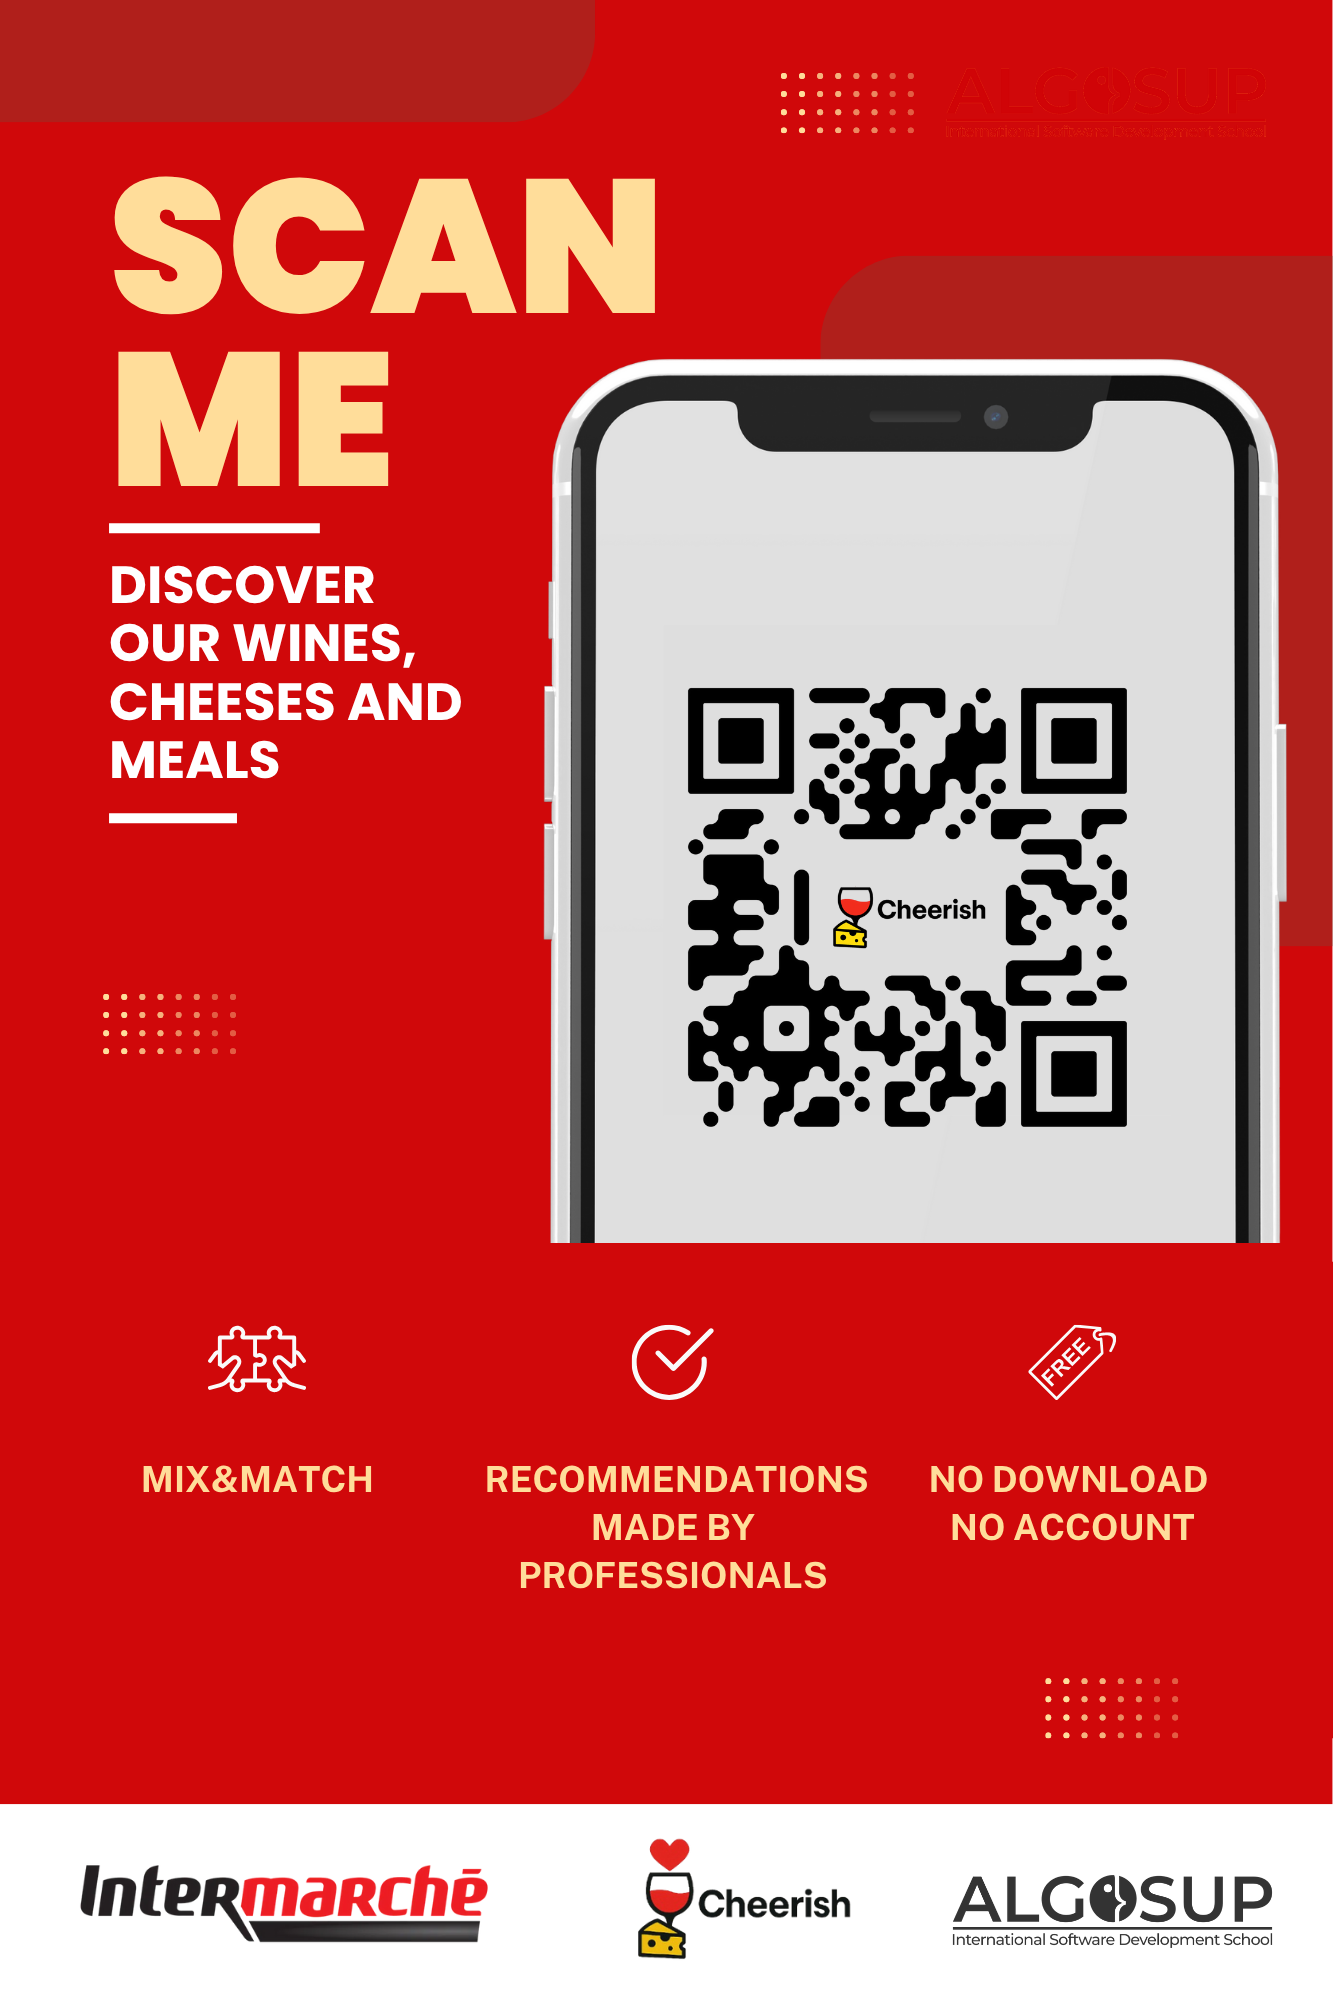 ALGOSUP
International Software Development School
SCAN
ME
DISCOVER
OUR WINES,
CHEESES AND
MEALS
Cheerish
FREE
MIX&MATCH
RECOMMENDATIONS
MADE BY
PROFESSIONALS
NO DOWNLOAD
NO ACCOUNT
Intermarchē
Cheerish
ALGOSUP
International Software Development School